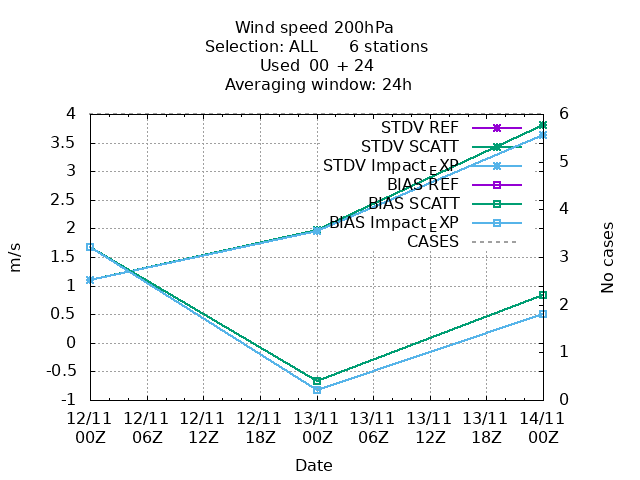 Wind speed 200hPa
Selection: ALL 6 stations
Used 00 + 24
Averaging window: 24h
4
3.5
3
2.5
2
1.5
1
0.5
0
-0.5
-1
m/s
STDV REF
STDV SCATT
STDV Impact_EXP
BIAS REF
BIAS SCATT
BIAS Impact_EXP
CASES
6
5
4
3
2
1
0
No cases
12/11 12/11 12/11 12/11 13/11 13/11 13/11 13/11 14/11
00Z 06Z 12Z 18Z 00Z 06Z 12Z 18Z 00Z
Date